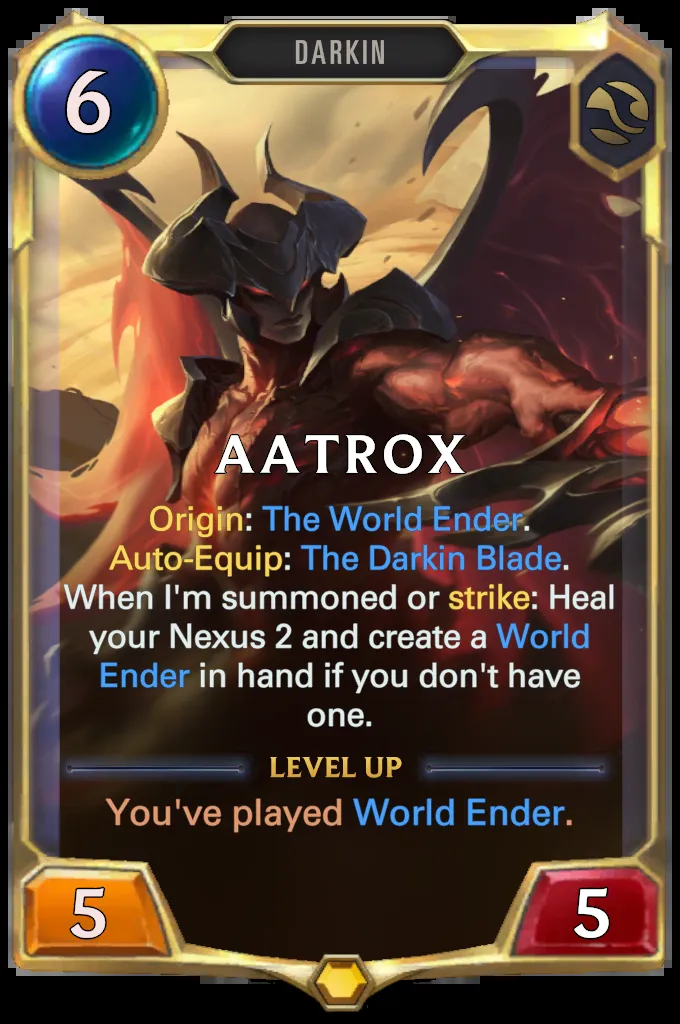 DARKIN
6
AATROX
Origin: The World Ender.
Auto-Equip: The Darkin Blade.
When I'm summoned or strike: Heal
your Nexus 2 and create a World
Ender in hand if you don't have
one.
LEVEL UP
You've played World Ender.
5
5